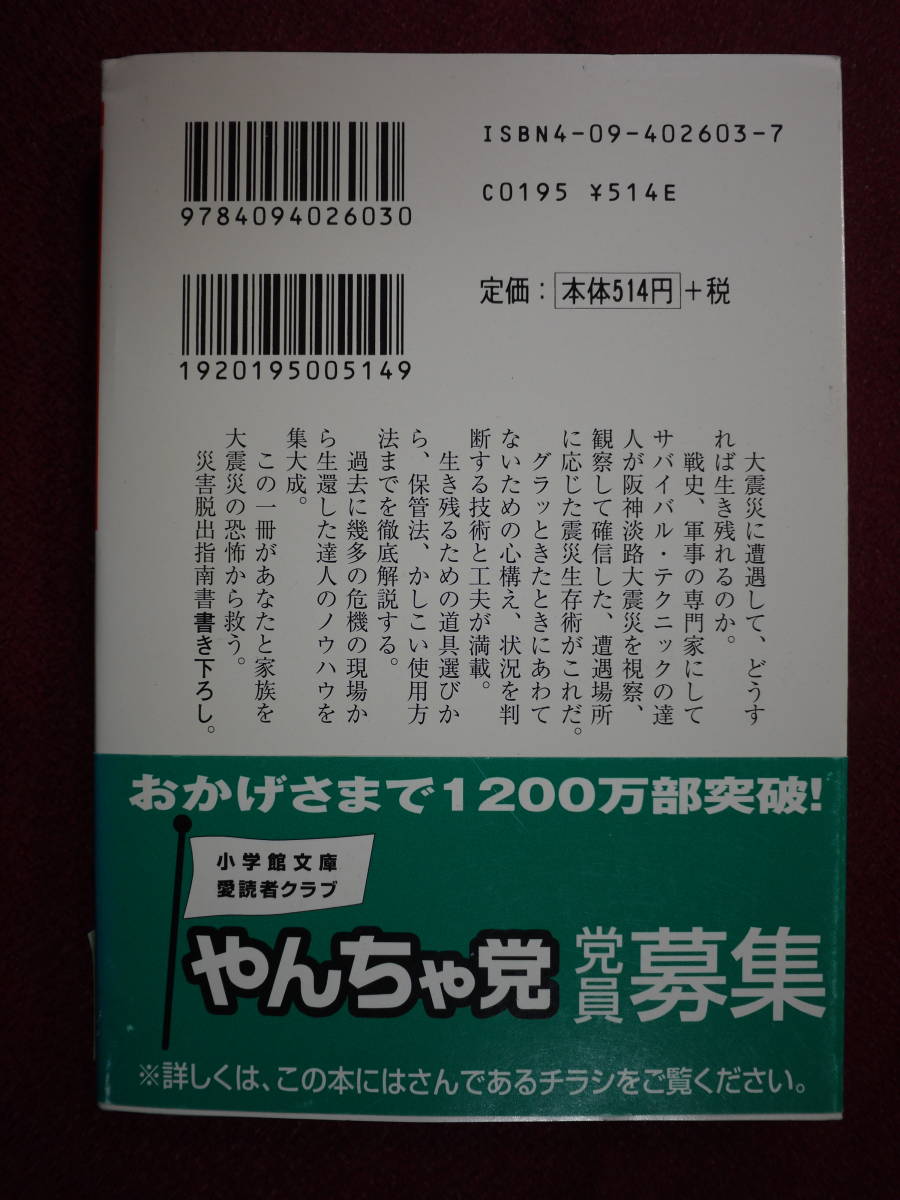 9784094026030
ISBN4-09-402603-7
C0195 ¥514E
1920195005149
定価：本体514円＋税
大震災に遭遇して、どうす
れば生き残れるのか。
戦史、軍事の専門家にして
サバイバル・テクニックの達
人が阪神淡路大震災を視察、
観察して確信した、遭遇場所
に応じた震災生存術がこれだ。
グラッときたときにあわて
ないための心構え、状況を判
断する技術と工夫が満載。
生き残るための道具選びか
ら、保管法、かしこい使用方
法までを徹底解説する。
過去に幾多の危機の現場か
ら生還した達人のノウハウを
集大成。
この一冊があなたと家族を
大震災の恐怖から救う。
災害脱出指南書書き下ろし。
おかげさまで1200万部突破!
小学館文庫
愛読者クラブ
やんちゃ党 党員 募集
※詳しくは、この本にはさんであるチラシをご覧ください。